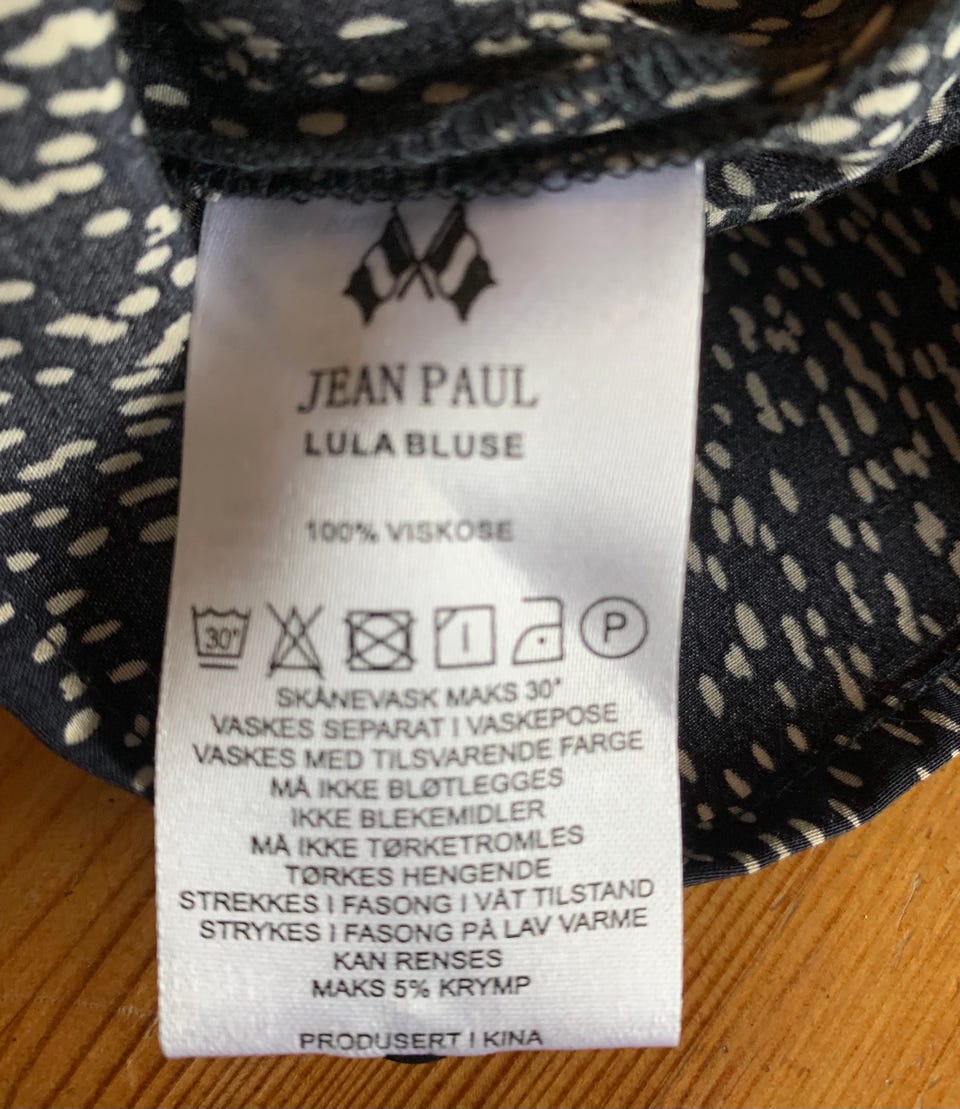 JEAN PAUL
LULA BLUSE
100% VISKOSE
30° P
SKÅNEVASK MAKS 30°
VASKES SEPARAT I VASKEPOSE
VASKES MED TILSVARENDE FARGE
MÅ IKKE BLØTLEGGES
IKKE BLEKEMIDLER
MÅ IKKE TØRKETROMLES
TØRKES HENGENDE
STREKKES I FASONG I VÅT TILSTAND
STRYKES I FASONG PÅ LAV VARME
KAN RENSES
MAKS 5% KRYMP
PRODUSERT I KINA